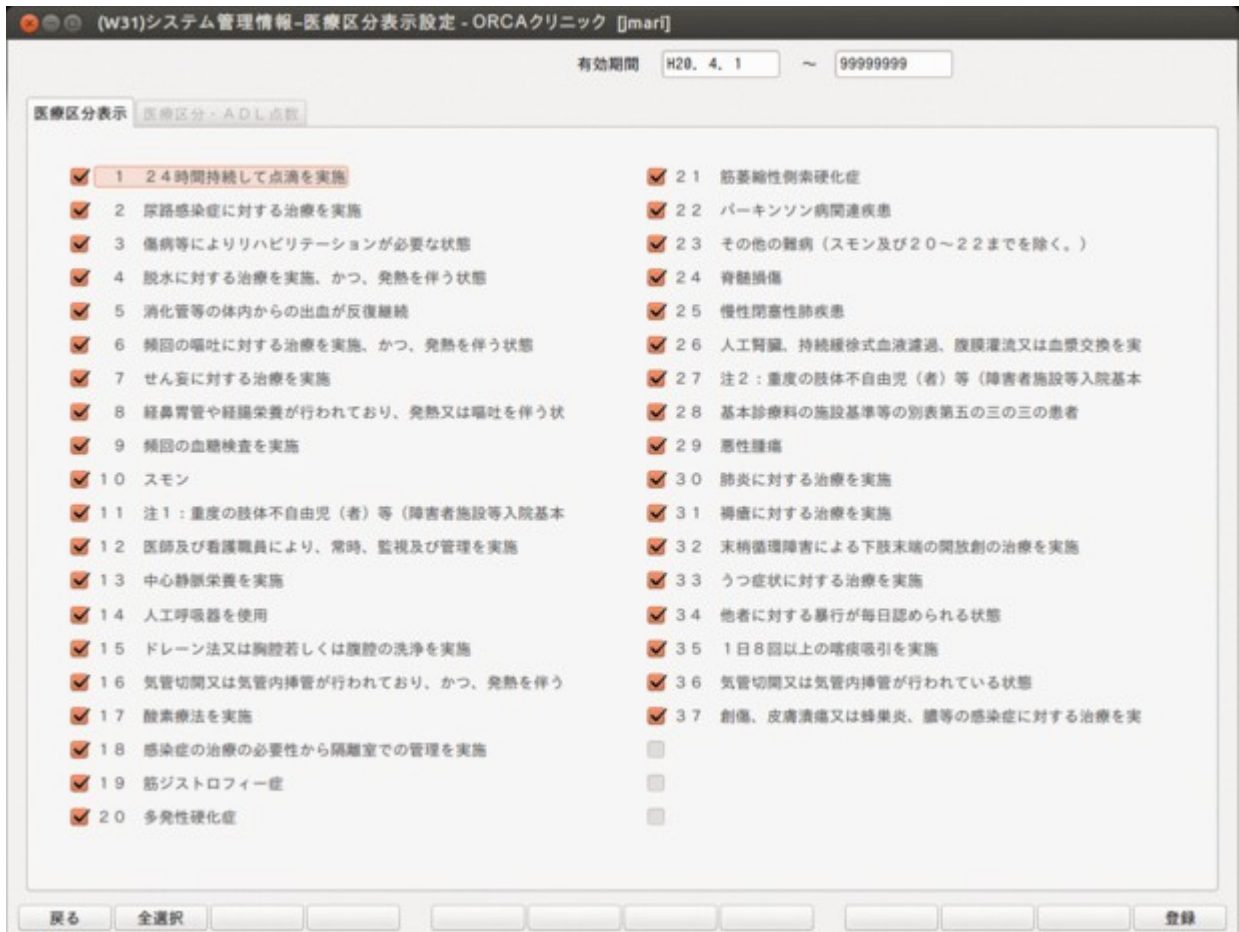 (W31)システム管理情報-医療区分表示設定 - ORCAクリニック [jmari]
有効期間 H20. 4. 1 ～ 99999999
医療区分表示 医療区分・ADL点数
1 24時間持続して点滴を実施
2 尿路感染症に対する治療を実施
3 傷病等によりリハビリテーションが必要な状態
4 脱水に対する治療を実施、かつ、発熱を伴う状態
5 消化管等の体内からの出血が反復継続
6 頻回の嘔吐に対する治療を実施、かつ、発熱を伴う状態
7 せん妄に対する治療を実施
8 経鼻胃管や経腸栄養が行われており、発熱又は嘔吐を伴う状
9 頻回の血糖検査を実施
10 スモン
11 注1：重度の肢体不自由児（者）等（障害者施設等入院基本
12 医師及び看護職員により、常時、監視及び管理を実施
13 中心静脈栄養を実施
14 人工呼吸器を使用
15 ドレーン法又は胸腔若しくは腹腔の洗浄を実施
16 気管切開又は気管内挿管が行われており、かつ、発熱を伴う
17 酸素療法を実施
18 感染症の治療の必要性から隔離室での管理を実施
19 筋ジストロフィー症
20 多発性硬化症
21 筋萎縮性側索硬化症
22 パーキンソン病関連疾患
23 その他の難病（スモン及び20～22までを除く。）
24 脊髄損傷
25 慢性閉塞性肺疾患
26 人工腎臓、持続緩徐式血液濾過、腹膜灌流又は血漿交換を実
27 注2：重度の肢体不自由児（者）等（障害者施設等入院基本
28 基本診療料の施設基準等の別表第五の三の三の患者
29 悪性腫瘍
30 肺炎に対する治療を実施
31 褥瘡に対する治療を実施
32 末梢循環障害による下肢末端の開放創の治療を実施
33 うつ症状に対する治療を実施
34 他者に対する暴行が毎日認められる状態
35 1日8回以上の喀痰吸引を実施
36 気管切開又は気管内挿管が行われている状態
37 創傷、皮膚潰瘍又は蜂巣炎、膿等の感染症に対する治療を実
戻る 全選択 登録